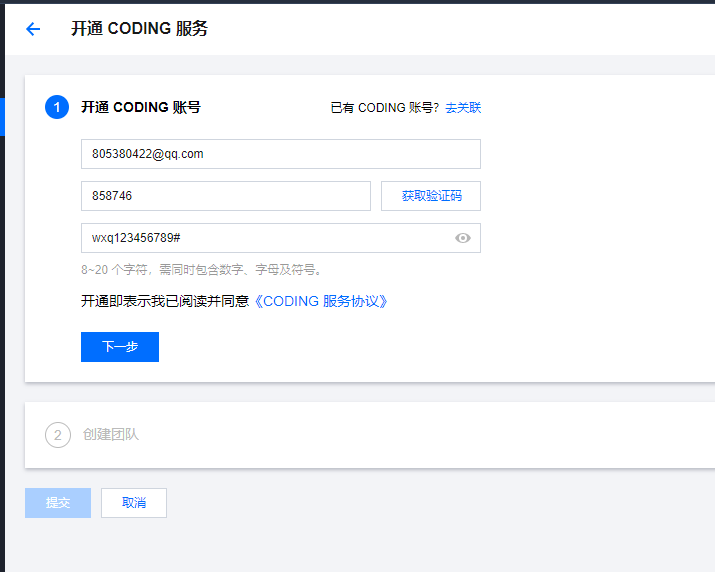 开通 CODING 服务
1 开通 CODING 账号 已有 CODING 账号? 去关联
805380422@qq.com
858746 获取验证码
wxq123456789#
8~20 个字符，需同时包含数字、字母及符号。
开通即表示我已阅读并同意《CODING 服务协议》
下一步
2 创建团队
提交 取消